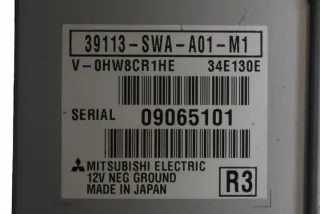 39113-SWA-A01-M1
V-0HW8CR1HE 34E130E
SERIAL 09065101
MITSUBISHI ELECTRIC
12V NEG GROUND
MADE IN JAPAN
R3